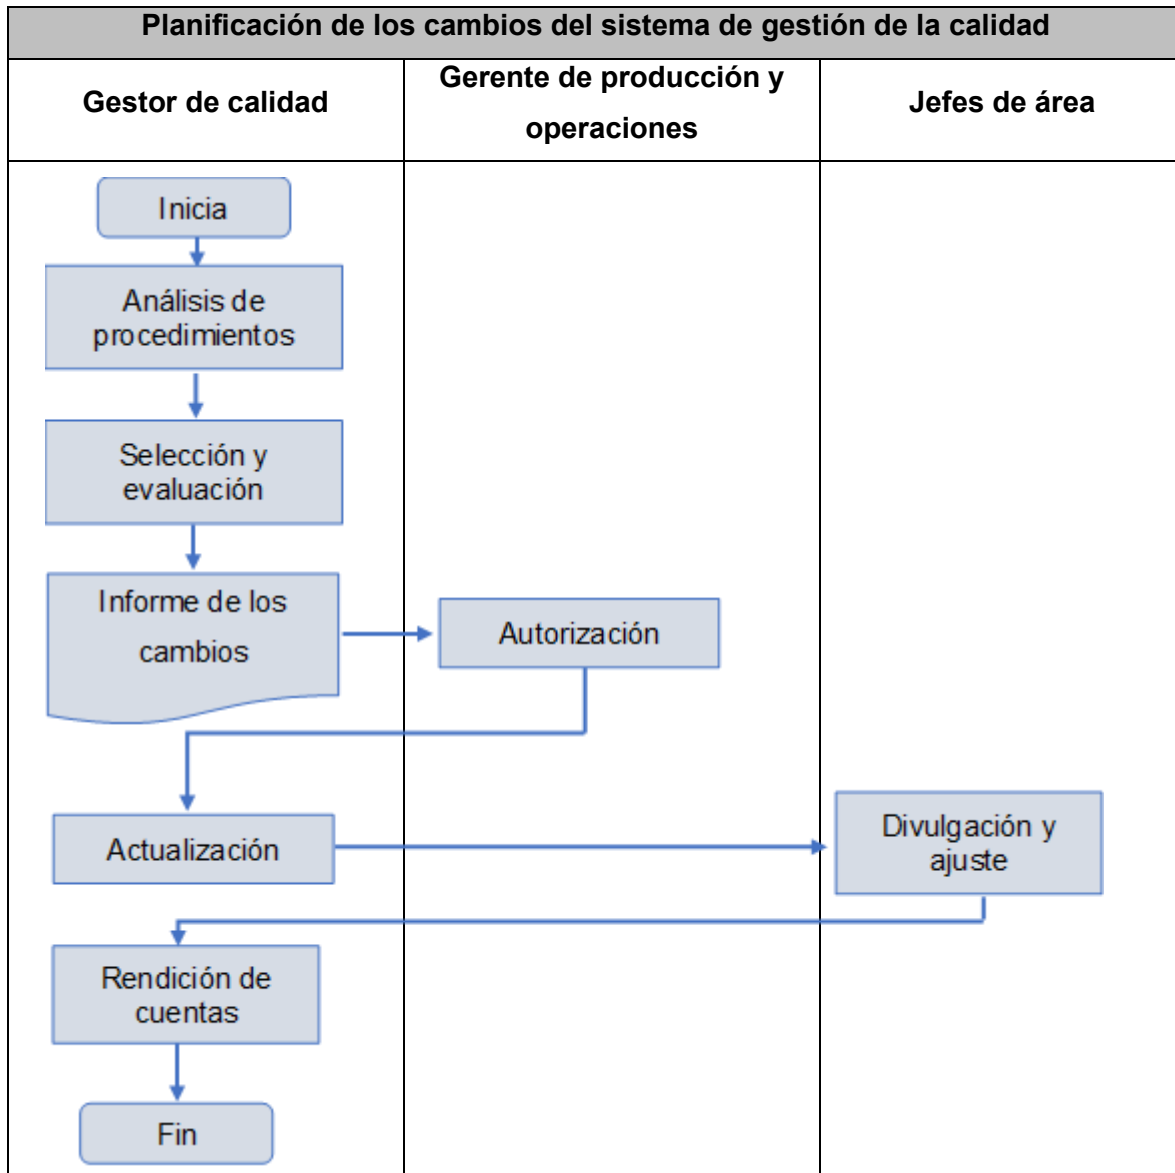 Planificación de los cambios del sistema de gestión de la calidad
Gestor de calidad
Gerente de producción y
operaciones
Jefes de área
Inicia
Análisis de
procedimientos
Selección y
evaluación
Informe de los
cambios
Autorización
Actualización
Divulgación y
ajuste
Rendición de
cuentas
Fin